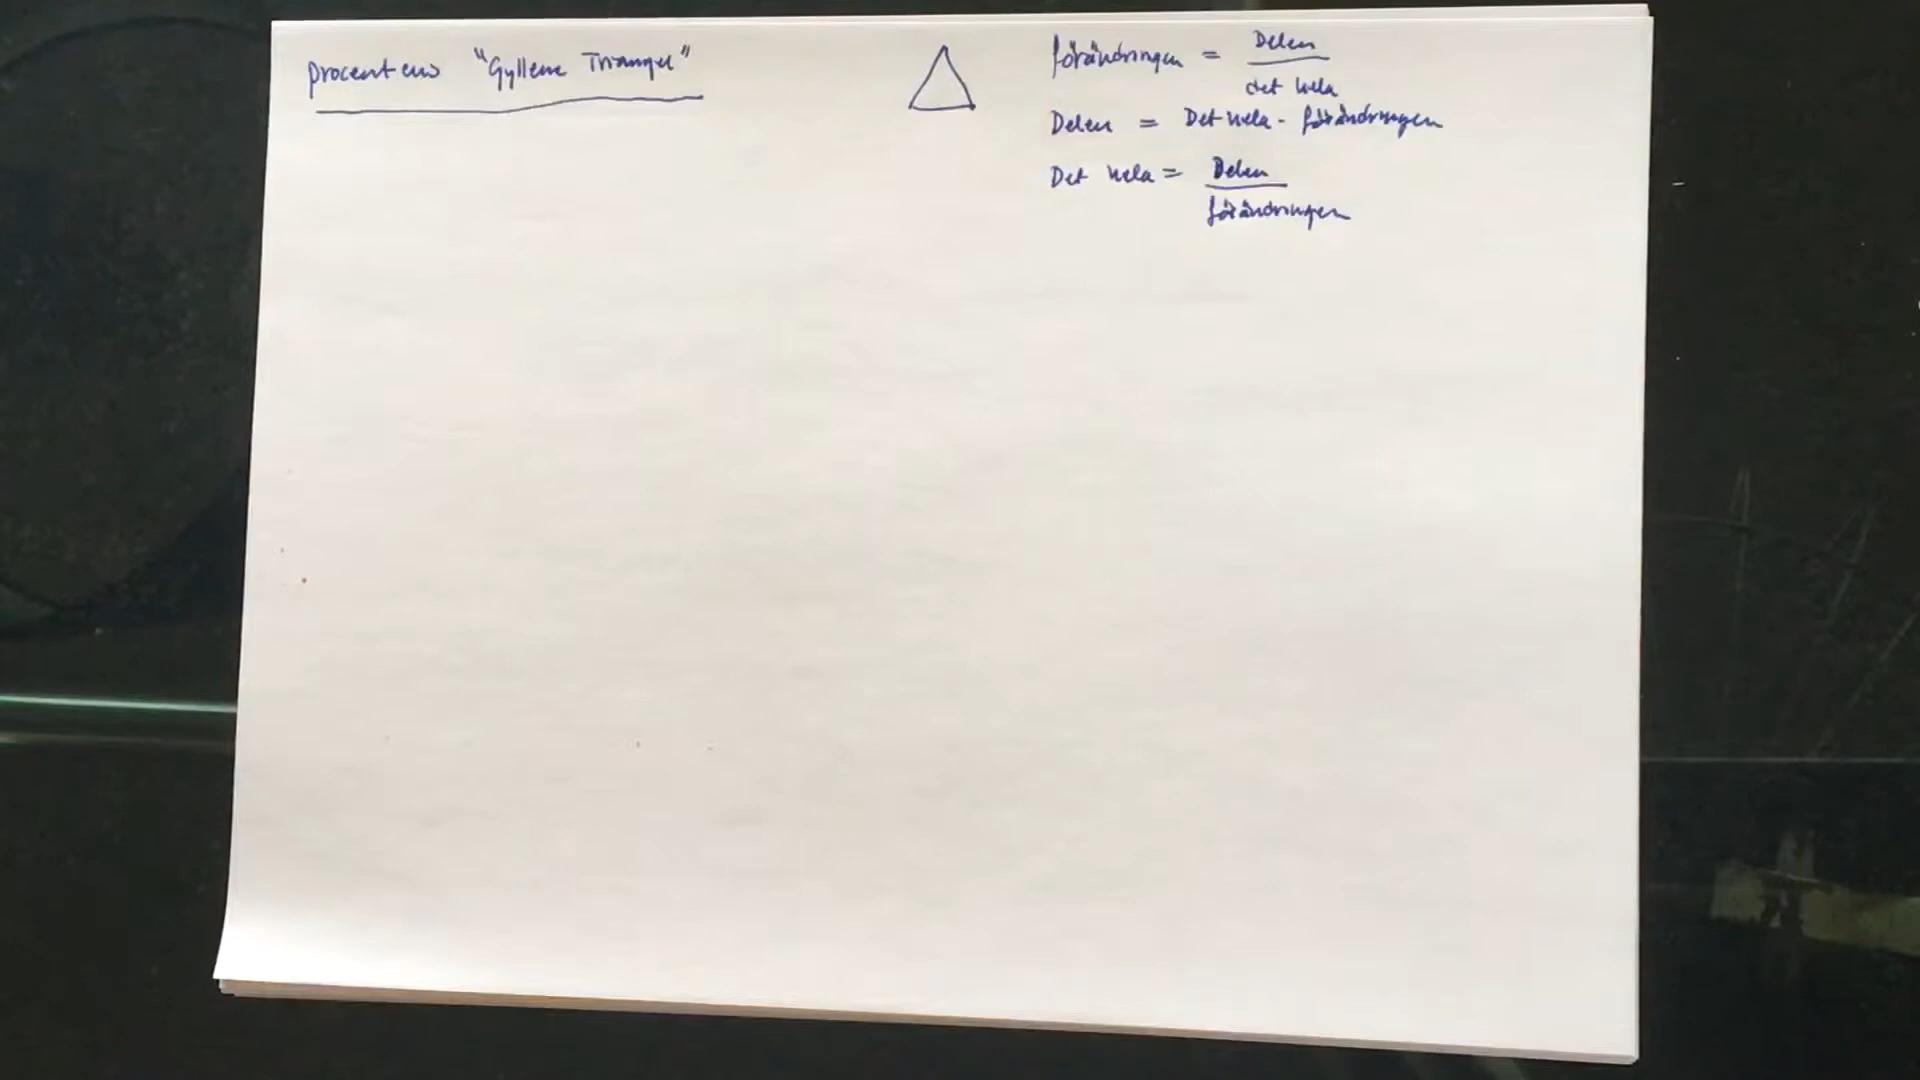 procentens "Gyllene Triangel"
förändringen = Delen
det hela
Delen = Det hela · förändringen
Det hela = Delen
förändringen